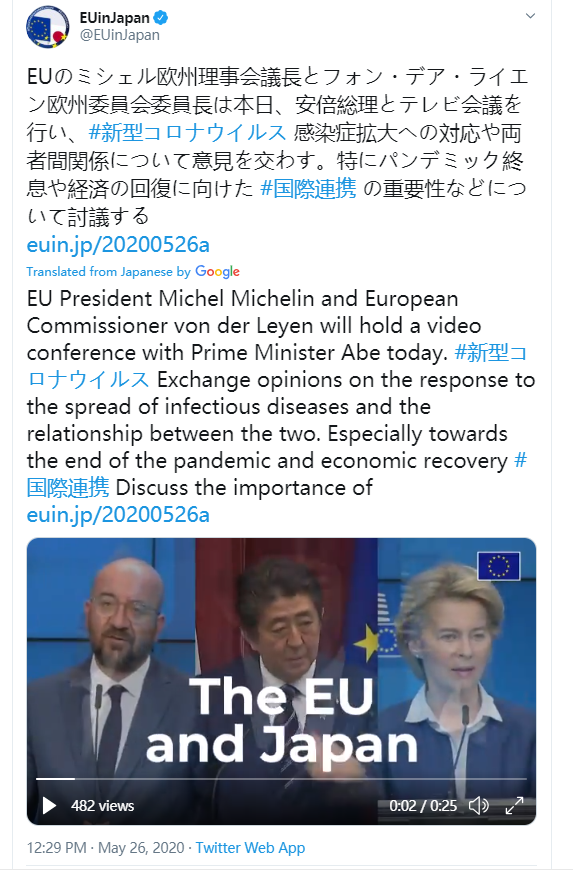 EUinJapan
@EUinJapan
EUのミシェル欧州理事会議長とフォン・デア・ライエ
ン欧州委員会委員長は本日、安倍総理とテレビ会議を
行い、#新型コロナウイルス 感染症拡大への対応や両
者間関係について意見を交わす。特にパンデミック終
息や経済の回復に向けた #国際連携 の重要性などにつ
いて討議する
euin.jp/20200526a
Translated from Japanese by Google
EU President Michel Michelin and European
Commissioner von der Leyen will hold a video
conference with Prime Minister Abe today. #新型コ
ロナウイルス Exchange opinions on the response to
the spread of infectious diseases and the
relationship between the two. Especially towards
the end of the pandemic and economic recovery #
国際連携 Discuss the importance of
euin.jp/20200526a
The EU
and Japan
482 views
0:02 / 0:25
12:29 PM · May 26, 2020 · Twitter Web App